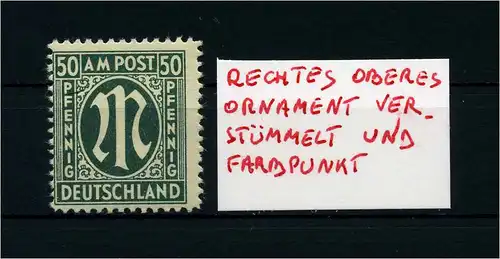 50 AM POST 50
PFENNIG
M
PFENNIG
DEUTSCHLAND
RECHTES OBERES
ORNAMENT VER-
STÜMMELT UND
FARBPUNKT